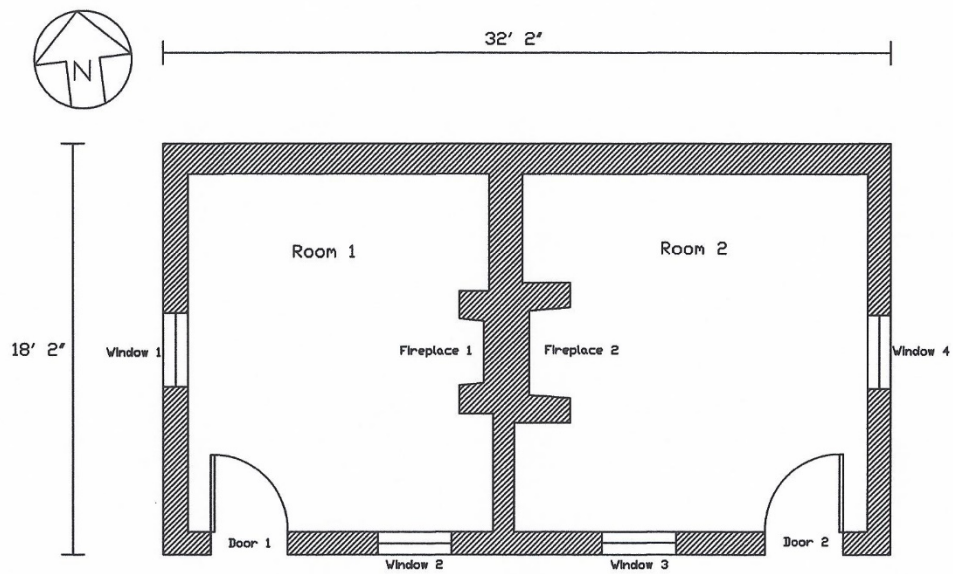 32' 2"
N
Room 1
Room 2
18' 2"
Window 1
Fireplace 1
Fireplace 2
Window 4
Door 1
Door 2
Window 2
Window 3